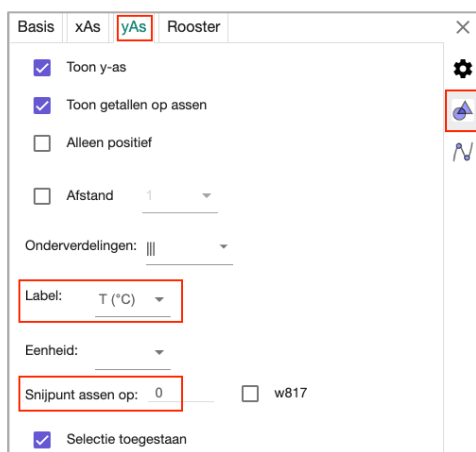 Basis xAs yAs Rooster
Toon y-as
Toon getallen op assen
Alleen positief
Afstand 1
Onderverdelingen: |||
Label: T (°C)
Eenheid:
Snijpunt assen op: 0 w817
Selectie toegestaan